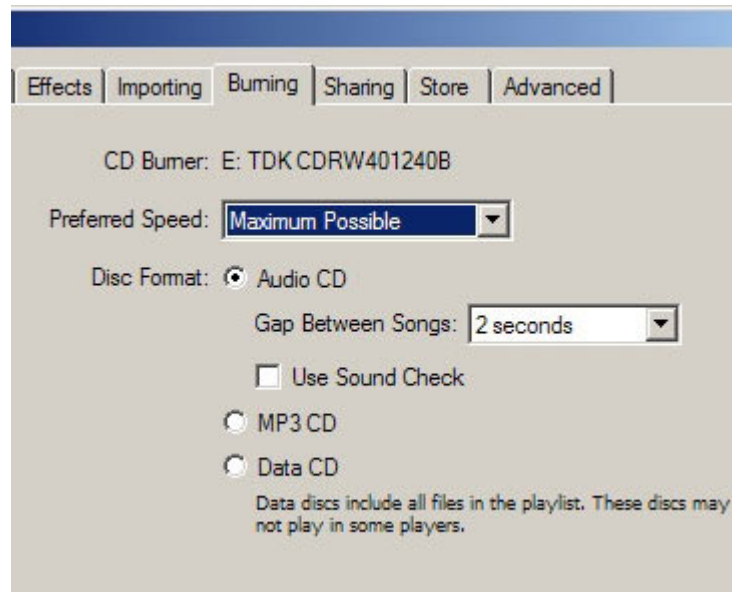 Effects Importing Burning Sharing Store Advanced
CD Burner: E: TDK CDRW401240B
Preferred Speed: Maximum Possible
Disc Format: Audio CD
Gap Between Songs: 2 seconds
Use Sound Check
MP3 CD
Data CD
Data discs include all files in the playlist. These discs may
not play in some players.